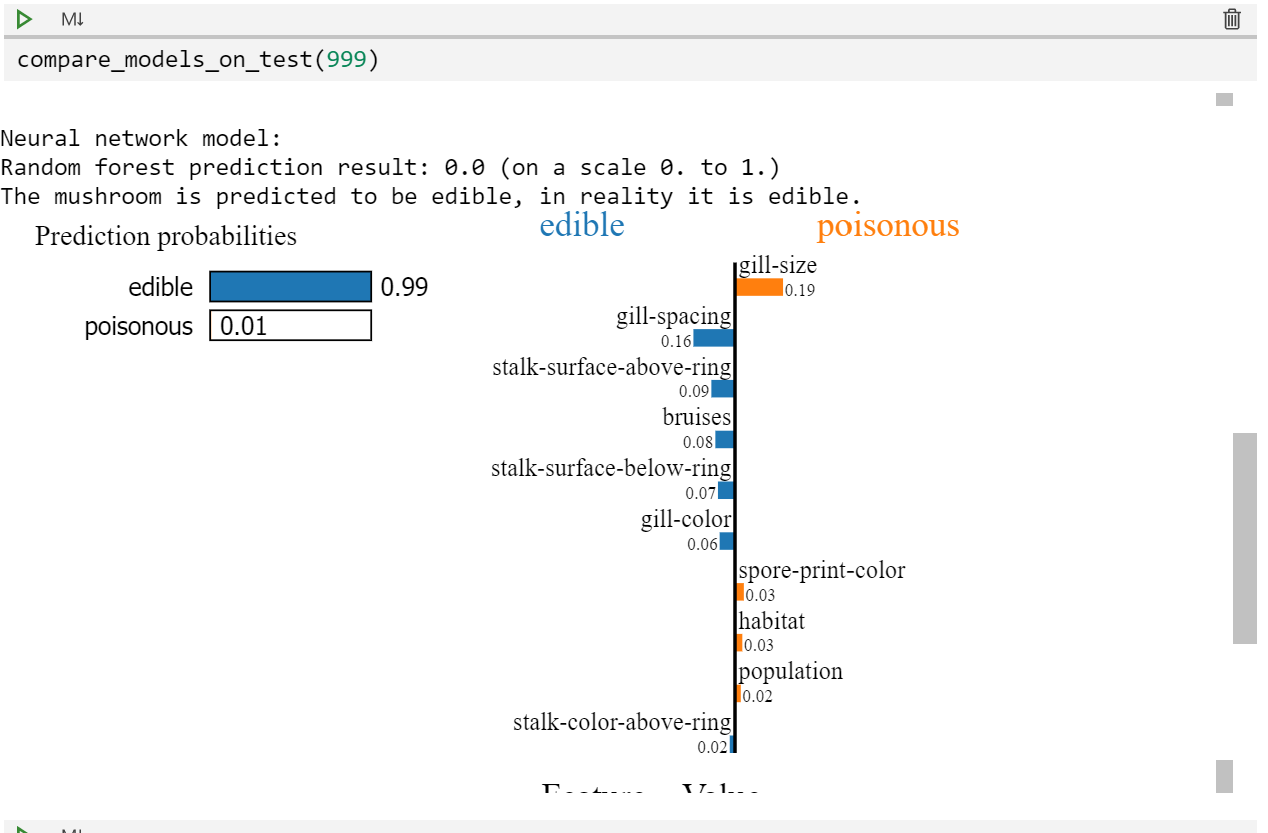 M↓
compare_models_on_test(999)
Neural network model:
Random forest prediction result: 0.0 (on a scale 0. to 1.)
The mushroom is predicted to be edible, in reality it is edible.
Prediction probabilities
edible 0.99
poisonous 0.01
edible poisonous
gill-size
0.19
gill-spacing
0.16
stalk-surface-above-ring
0.09
bruises
0.08
stalk-surface-below-ring
0.07
gill-color
0.06
spore-print-color
0.03
habitat
0.03
population
0.02
stalk-color-above-ring
0.02
Feature Value
M↓